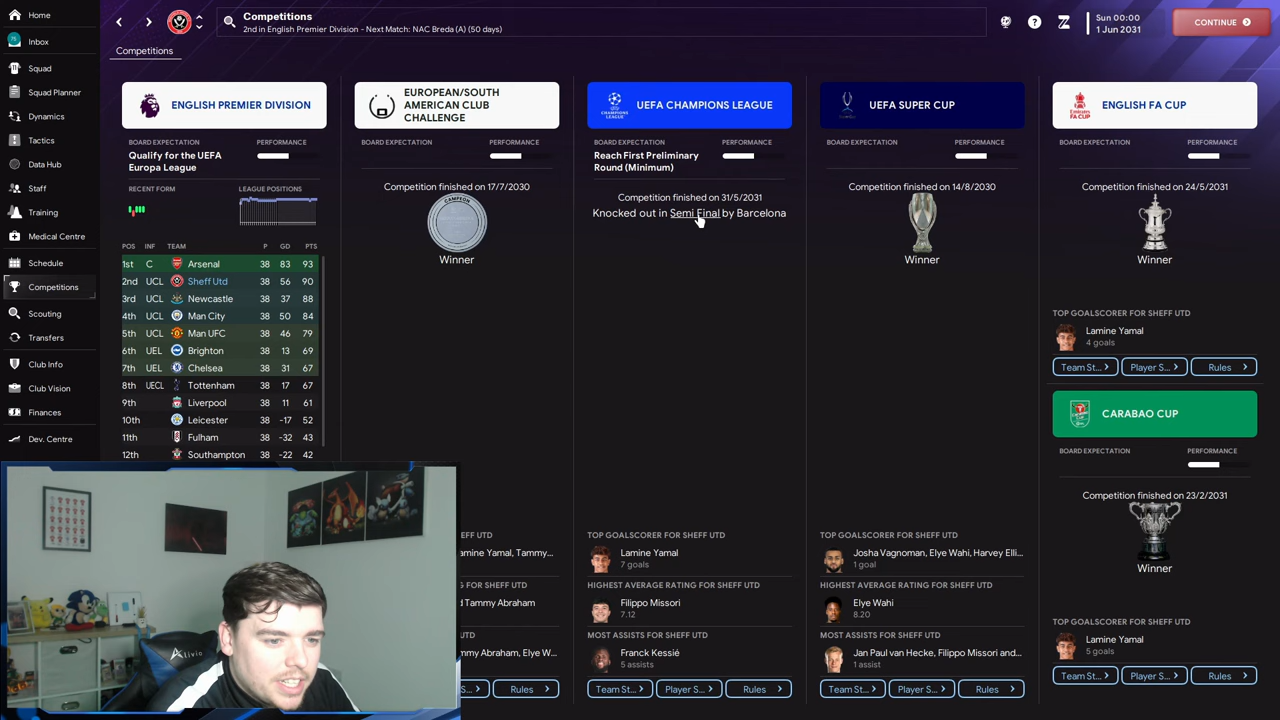 Home
Inbox
Squad
Squad Planner
Dynamics
Tactics
Data Hub
Staff
Training
Medical Centre
Schedule
Competitions
Scouting
Transfers
Club Info
Club Vision
Finances
Dev. Centre
Competitions
2nd in English Premier Division - Next Match: NAC Breda (A) (50 days)
Sun 00:00
1 Jun 2031
CONTINUE
Competitions
ENGLISH PREMIER DIVISION
BOARD EXPECTATION PERFORMANCE
Qualify for the UEFA
Europa League
RECENT FORM LEAGUE POSITIONS
POS INF TEAM P GD PTS
1st C Arsenal 38 83 93
2nd UCL Sheff Utd 38 56 90
3rd UCL Newcastle 38 37 88
4th UCL Man City 38 50 84
5th UCL Man UFC 38 46 79
6th UEL Brighton 38 13 69
7th UEL Chelsea 38 31 67
8th UECL Tottenham 38 17 67
9th Liverpool 38 11 61
10th Leicester 38 -17 52
11th Fulham 38 -32 43
12th Southampton 38 -22 42
EUROPEAN/SOUTH
AMERICAN CLUB
CHALLENGE
BOARD EXPECTATION PERFORMANCE
Competition finished on 17/7/2030
CAMPEON
Winner
EFF UTD
amine Yamal, Tammy...
D SHEFF UTD
d Tammy Abraham
UTD
mmy Abraham, Elye W...
S... Rules
UEFA CHAMPIONS LEAGUE
BOARD EXPECTATION PERFORMANCE
Reach First Preliminary
Round (Minimum)
Competition finished on 31/5/2031
Knocked out in Semi Final by Barcelona
TOP GOALSCORER FOR SHEFF UTD
Lamine Yamal
7 goals
HIGHEST AVERAGE RATING FOR SHEFF UTD
Filippo Missori
7.12
MOST ASSISTS FOR SHEFF UTD
Franck Kessié
5 assists
Team St... Player S... Rules
UEFA SUPER CUP
BOARD EXPECTATION PERFORMANCE
Competition finished on 14/8/2030
Winner
TOP GOALSCORER FOR SHEFF UTD
Josha Vagnoman, Elye Wahi, Harvey Elli...
1 goal
HIGHEST AVERAGE RATING FOR SHEFF UTD
Elye Wahi
8.20
MOST ASSISTS FOR SHEFF UTD
Jan Paul van Hecke, Filippo Missori and...
1 assist
Team St... Player S... Rules
ENGLISH FA CUP
BOARD EXPECTATION PERFORMANCE
Competition finished on 24/5/2031
Winner
TOP GOALSCORER FOR SHEFF UTD
Lamine Yamal
4 goals
Team St... Player S... Rules
CARABAO CUP
BOARD EXPECTATION PERFORMANCE
Competition finished on 23/2/2031
Winner
TOP GOALSCORER FOR SHEFF UTD
Lamine Yamal
5 goals
Team St... Player S... Rules
Alivio